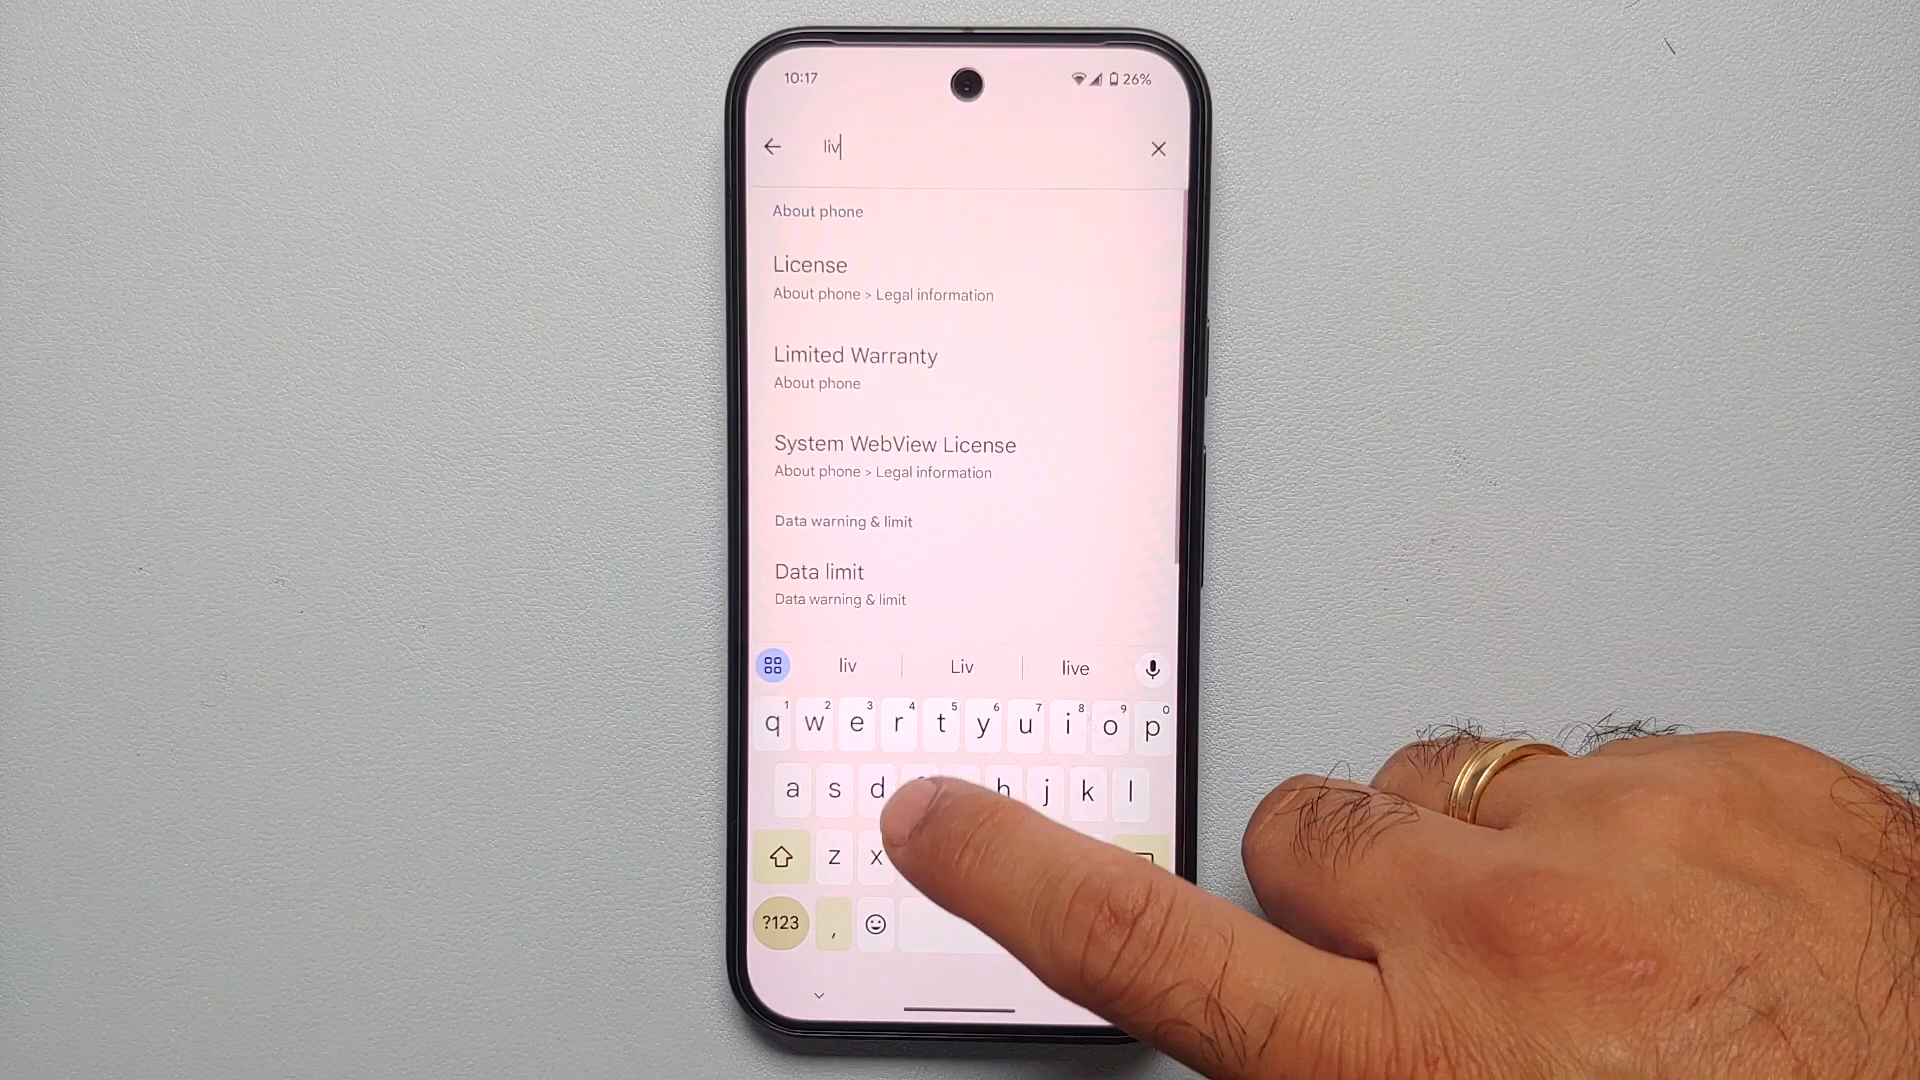 10:17
26%
liv
About phone
License
About phone > Legal information
Limited Warranty
About phone
System WebView License
About phone > Legal information
Data warning & limit
Data limit
Data warning & limit
liv Liv live
1 2 3 4 5 6 7 8 9 0
q w e r t y u i o p
a s d h j k l
z x
?123 ,